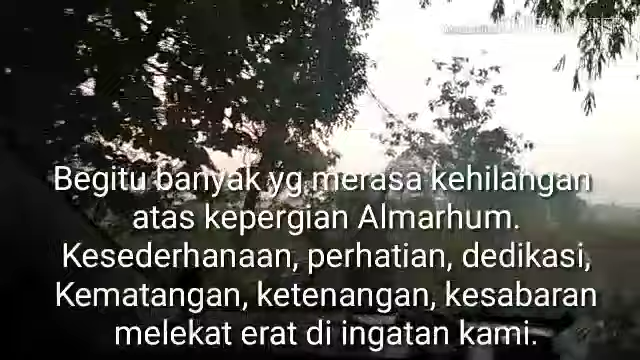 Begitu banyak yg merasa kehilangan
atas kepergian Almarhum.
Kesederhanaan, perhatian, dedikasi,
Kematangan, ketenangan, kesabaran
melekat erat di ingatan kami.